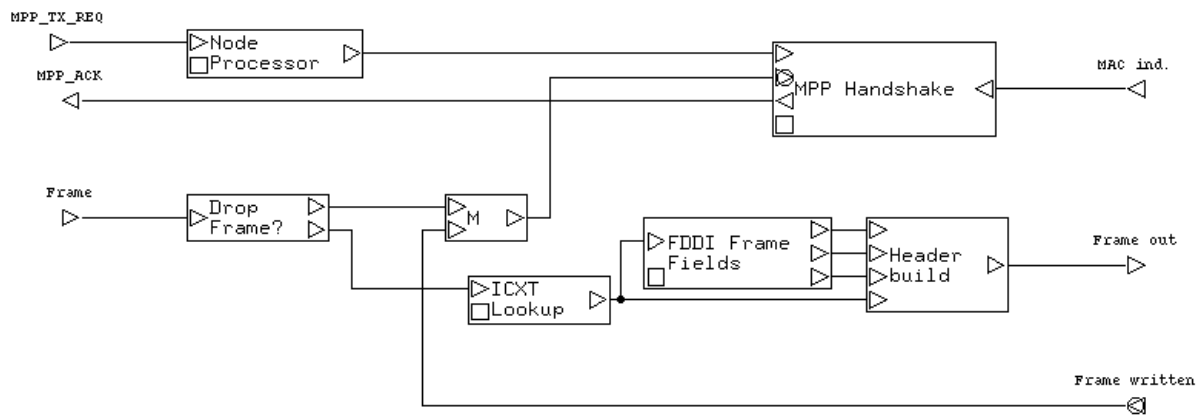 MPP_TX_REQ
Node
Processor
MPP_ACK
MPP Handshake
MAC ind.
Frame
Drop
Frame?
M
FDDI Frame
Fields
Header
build
Frame out
ICXT
Lookup
Frame written